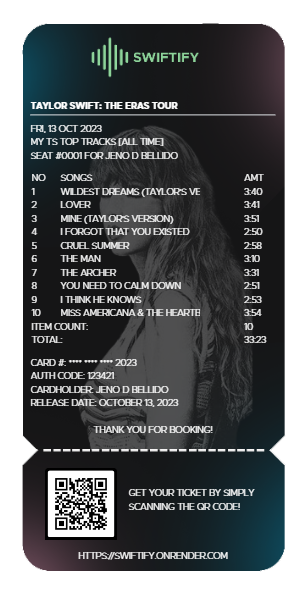 SWIFTIFY
TAYLOR SWIFT: THE ERAS TOUR
FRI, 13 OCT 2023
MY TS TOP TRACKS [ALL TIME]
SEAT #0001 FOR JENO D BELLIDO
NO SONGS AMT
1 WILDEST DREAMS (TAYLOR'S VE 3:40
2 LOVER 3:41
3 MINE (TAYLOR'S VERSION) 3:51
4 I FORGOT THAT YOU EXISTED 2:50
5 CRUEL SUMMER 2:58
6 THE MAN 3:10
7 THE ARCHER 3:31
8 YOU NEED TO CALM DOWN 2:51
9 I THINK HE KNOWS 2:53
10 MISS AMERICANA & THE HEARTB 3:54
ITEM COUNT: 10
TOTAL: 33:23
CARD #: **** **** **** 2023
AUTH CODE: 123421
CARDHOLDER: JENO D BELLIDO
RELEASE DATE: OCTOBER 13, 2023
THANK YOU FOR BOOKING!
GET YOUR TICKET BY SIMPLY
SCANNING THE QR CODE!
HTTPS://SWIFTIFY.ONRENDER.COM